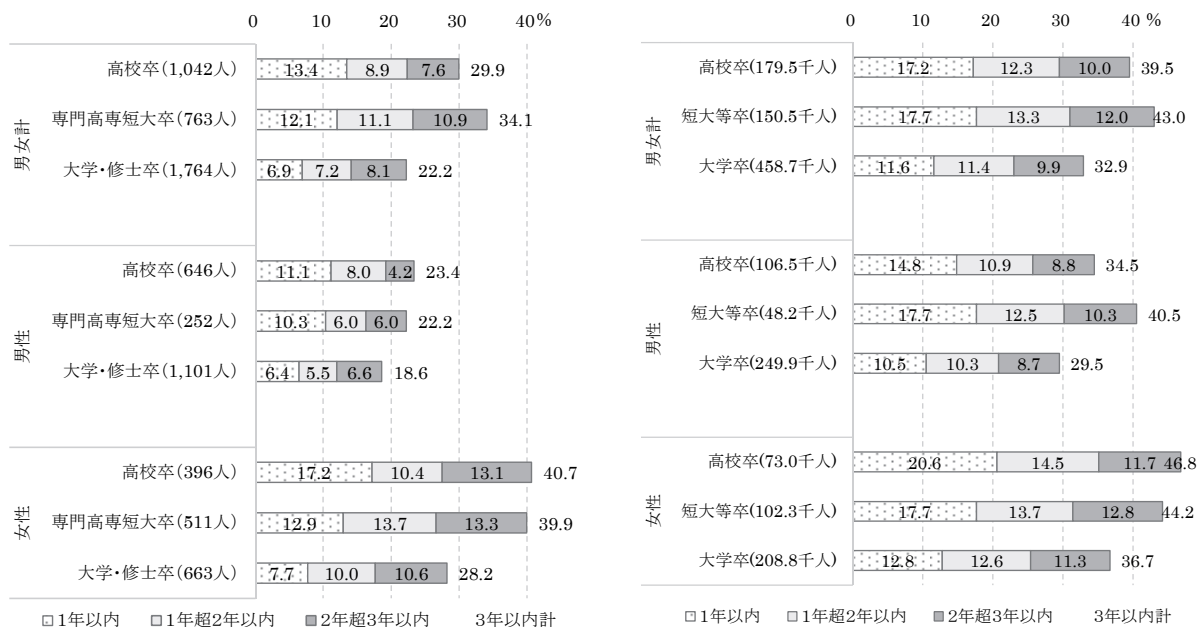 0 10 20 30 40%
男女計
高校卒(1,042人) 13.4 8.9 7.6 29.9
専門高専短大卒(763人) 12.1 11.1 10.9 34.1
大学・修士卒(1,764人) 6.9 7.2 8.1 22.2
男性
高校卒(646人) 11.1 8.0 4.2 23.4
専門高専短大卒(252人) 10.3 6.0 6.0 22.2
大学・修士卒(1,101人) 6.4 5.5 6.6 18.6
女性
高校卒(396人) 17.2 10.4 13.1 40.7
専門高専短大卒(511人) 12.9 13.7 13.3 39.9
大学・修士卒(663人) 7.7 10.0 10.6 28.2
1年以内 1年超2年以内 2年超3年以内 3年以内計
0 10 20 30 40 %
男女計
高校卒(179.5千人) 17.2 12.3 10.0 39.5
短大等卒(150.5千人) 17.7 13.3 12.0 43.0
大学卒(458.7千人) 11.6 11.4 9.9 32.9
男性
高校卒(106.5千人) 14.8 10.9 8.8 34.5
短大等卒(48.2千人) 17.7 12.5 10.3 40.5
大学卒(249.9千人) 10.5 10.3 8.7 29.5
女性
高校卒(73.0千人) 20.6 14.5 11.7 46.8
短大等卒(102.3千人) 17.7 13.7 12.8 44.2
大学卒(208.8千人) 12.8 12.6 11.3 36.7
1年以内 1年超2年以内 2年超3年以内 3年以内計